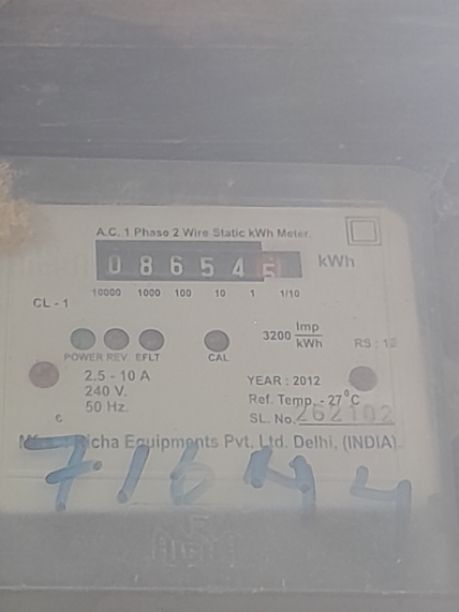 A.C. 1 Phase 2 Wire Static kWh Meter.
0 8 6 5 4 5 kWh
10000 1000 100 10 1 1/10
CL - 1
3200 Imp/kWh
RS : 12
POWER REV. EFLT CAL
2.5 - 10 A
240 V.
50 Hz.
YEAR : 2012
Ref. Temp. - 27°C
SL. No. 262102
Equipments Pvt. Ltd. Delhi, (INDIA)
71644